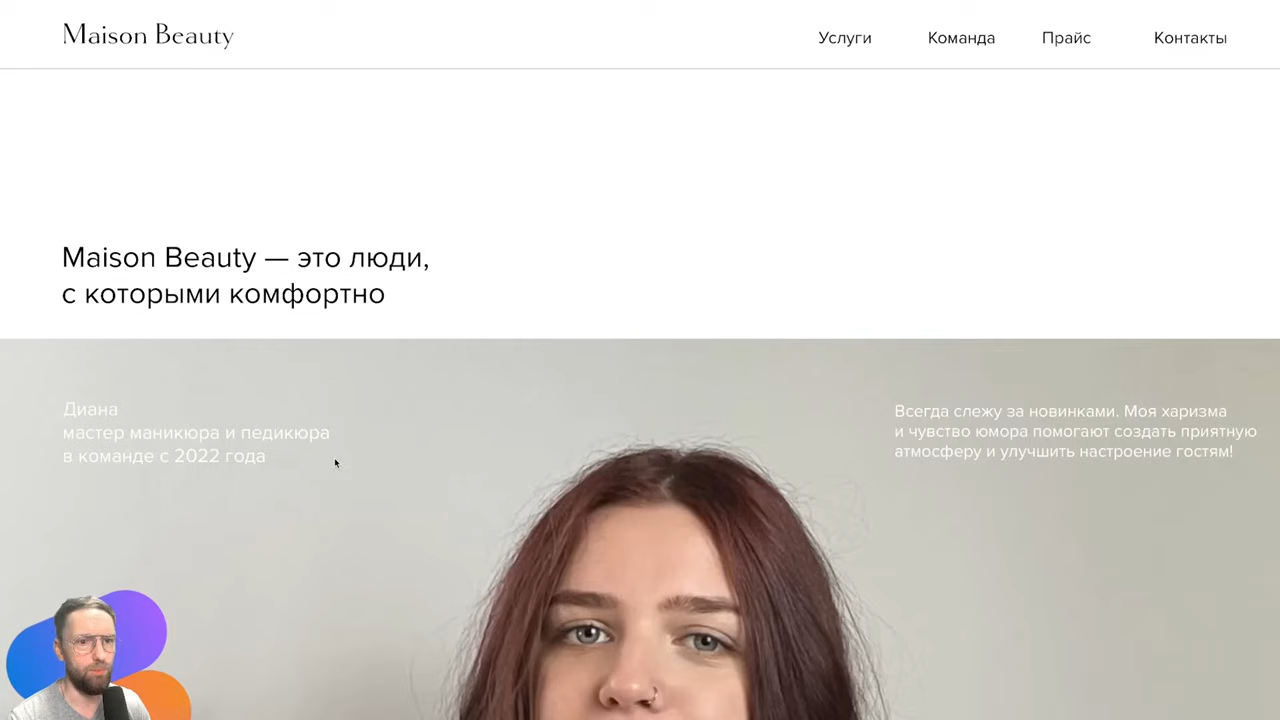 Maison Beauty
Услуги
Команда
Прайс
Контакты
Maison Beauty — это люди,
с которыми комфортно
Диана
мастер маникюра и педикюра
в команде с 2022 года
Всегда слежу за новинками. Моя харизма
и чувство юмора помогают создать приятную
атмосферу и улучшить настроение гостям!